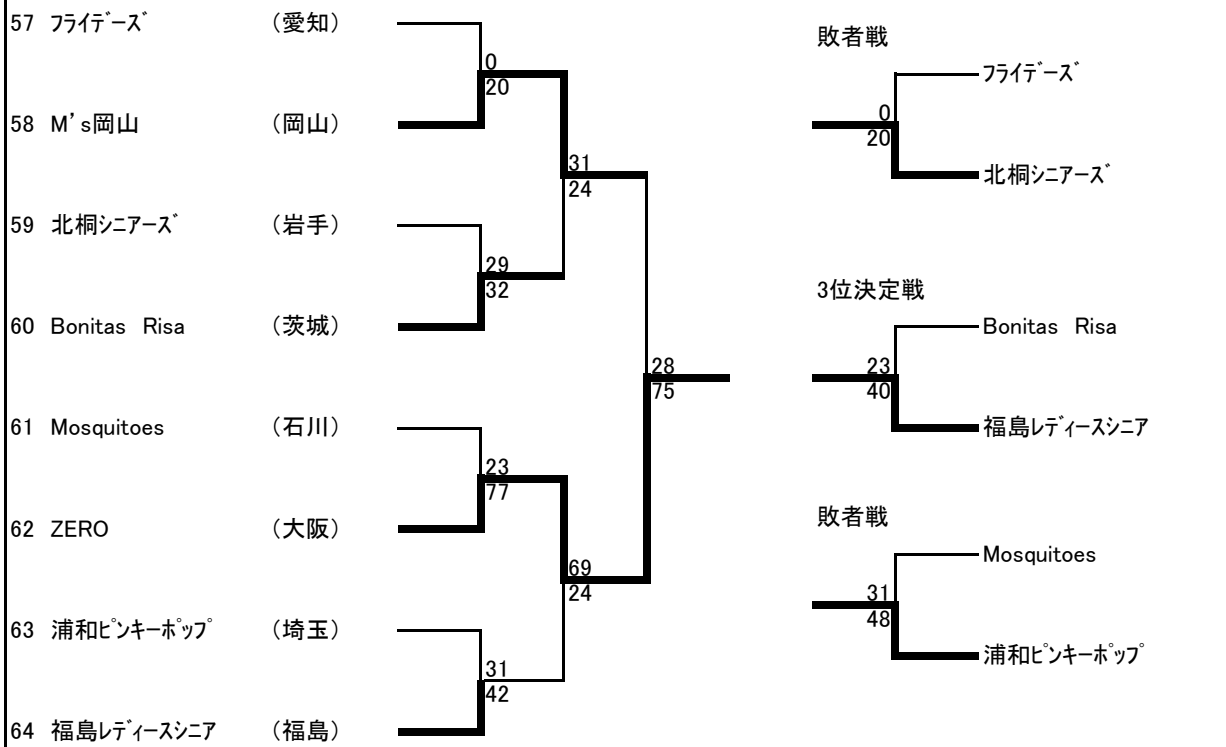 57 フライデーズ （愛知）
0
20
58 M's岡山 （岡山）
31
24
59 北桐シニアーズ （岩手）
29
32
60 Bonitas Risa （茨城）
28
75
61 Mosquitoes （石川）
23
77
62 ZERO （大阪）
69
24
63 浦和ピンキーポップ （埼玉）
31
42
64 福島レディースシニア （福島）
敗者戦
フライデーズ
0
20
北桐シニアーズ
3位決定戦
Bonitas Risa
23
40
福島レディースシニア
敗者戦
Mosquitoes
31
48
浦和ピンキーポップ